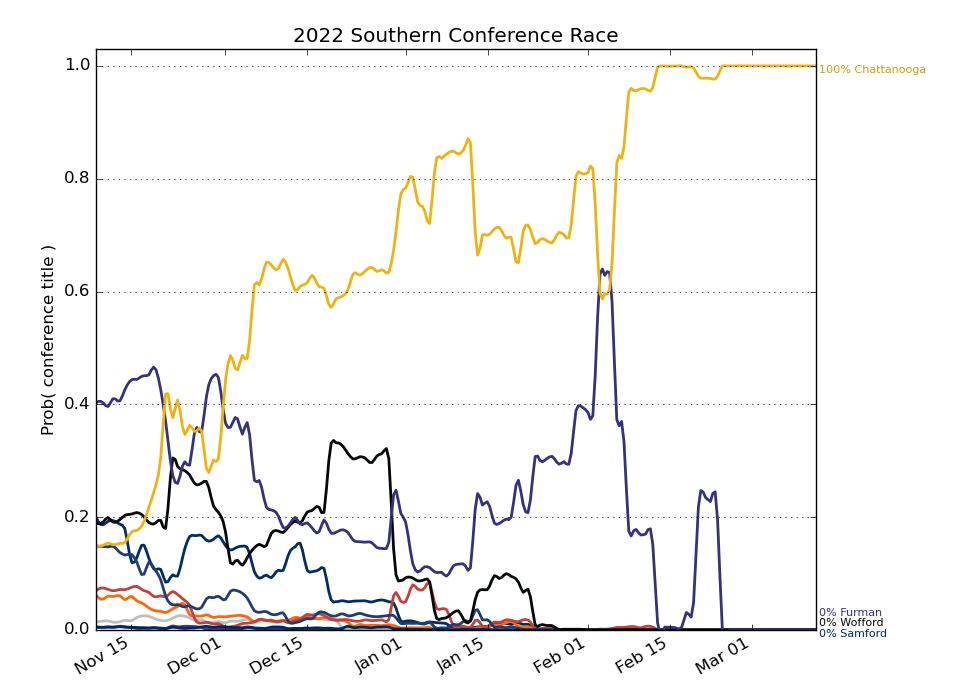 2022 Southern Conference Race
Prob( conference title )
1.0
0.8
0.6
0.4
0.2
0.0
Nov 15
Dec 01
Dec 15
Jan 01
Jan 15
Feb 01
Feb 15
Mar 01
100% Chattanooga
0% Furman
0% Wofford
0% Samford